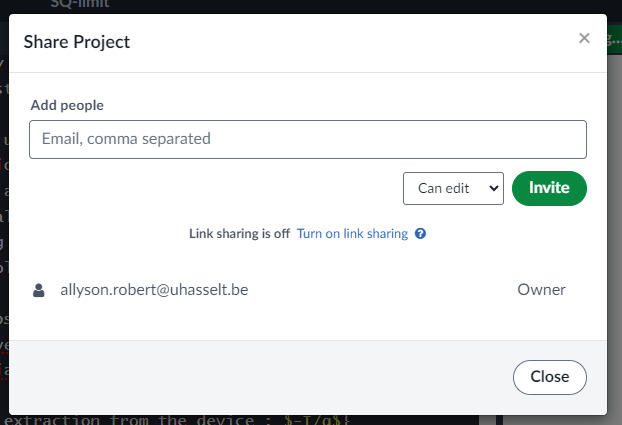 SQ-limit
Share Project
×
Add people
Email, comma separated
Can edit
Invite
Link sharing is off Turn on link sharing ?
allyson.robert@uhasselt.be Owner
Close
extraction from the device : $-T/q$}